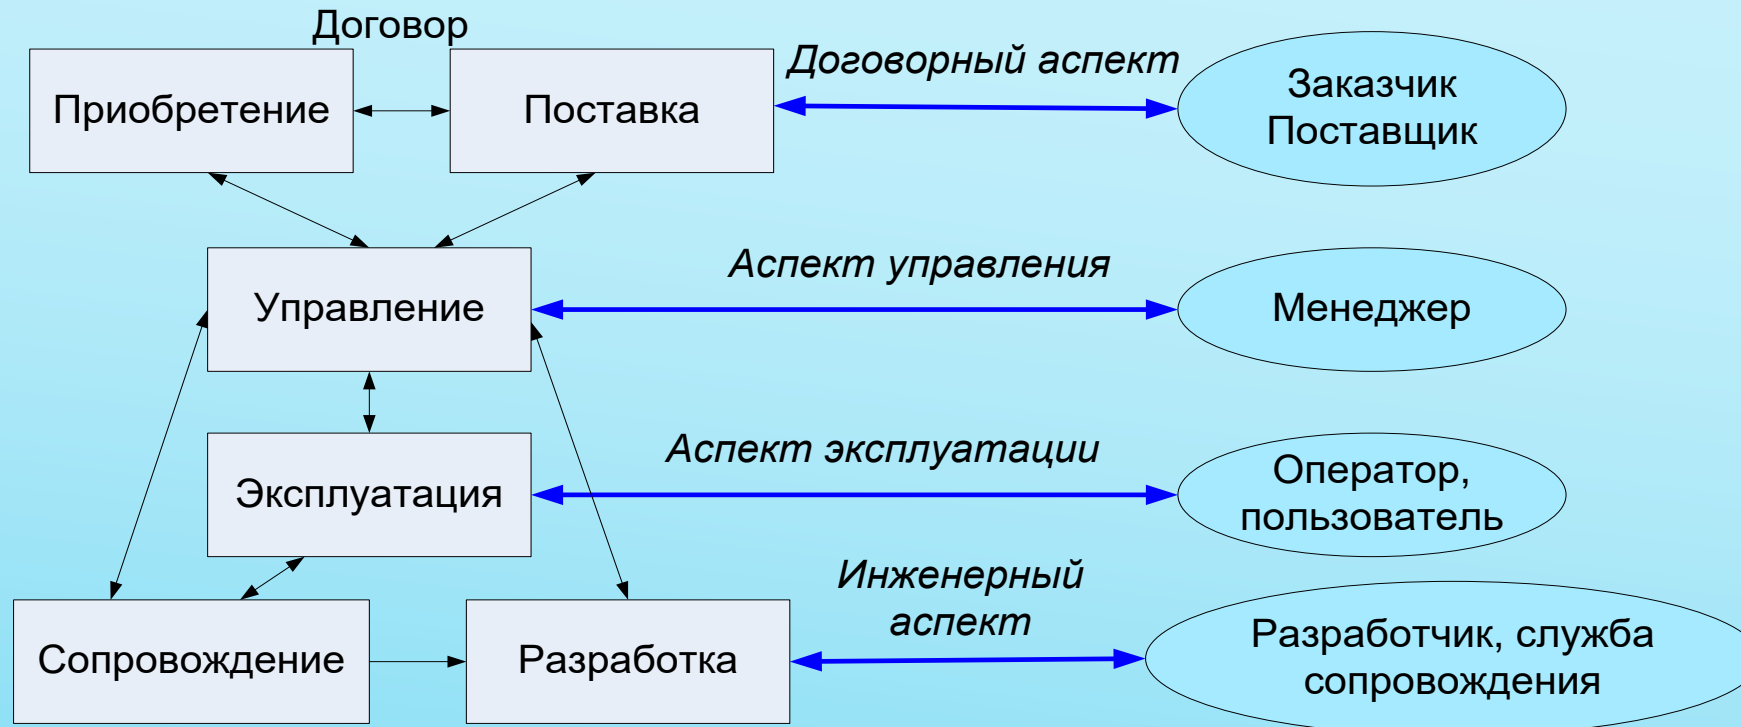 Договор
Приобретение
Поставка
Договорный аспект
Заказчик
Поставщик
Управление
Аспект управления
Менеджер
Эксплуатация
Аспект эксплуатации
Оператор,
пользователь
Сопровождение
Разработка
Инженерный
аспект
Разработчик, служба
сопровождения